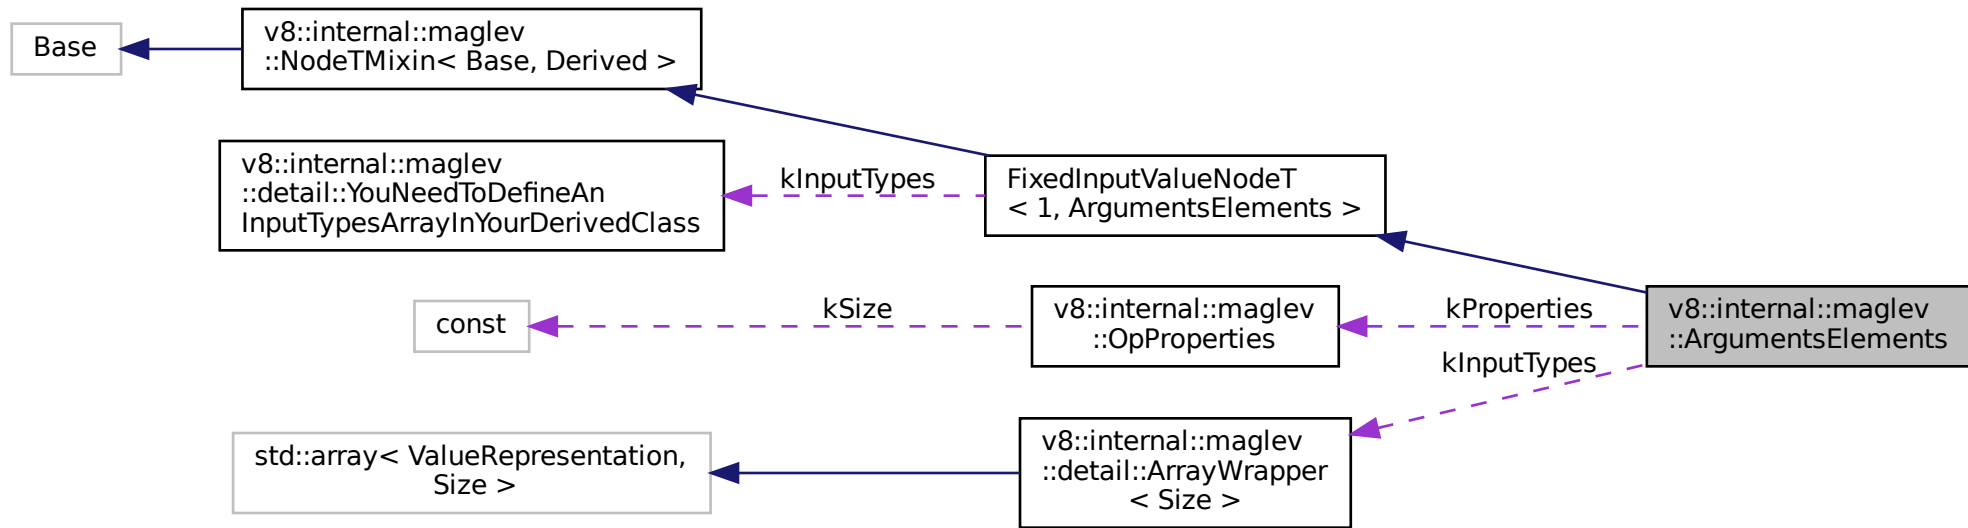 Base
v8::internal::maglev
::NodeTMixin< Base, Derived >
v8::internal::maglev
::detail::YouNeedToDefineAn
InputTypesArrayInYourDerivedClass
kInputTypes
FixedInputValueNodeT
< 1, ArgumentsElements >
const
kSize
v8::internal::maglev
::OpProperties
kProperties
v8::internal::maglev
::ArgumentsElements
kInputTypes
std::array< ValueRepresentation,
Size >
v8::internal::maglev
::detail::ArrayWrapper
< Size >